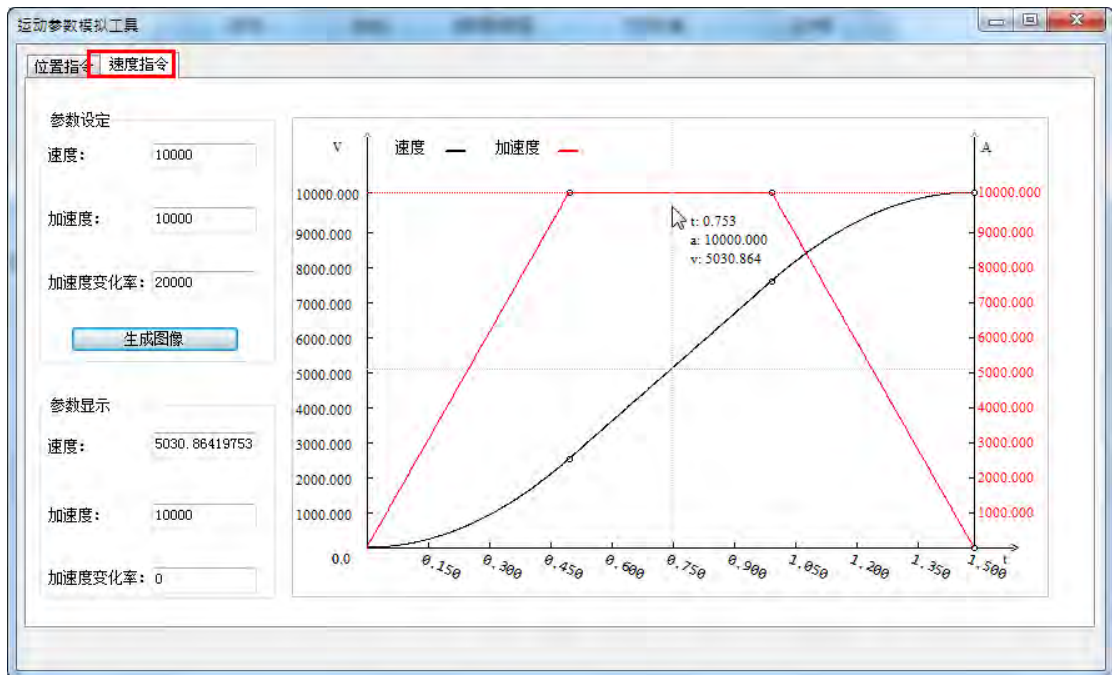 运动参数模拟工具
位置指令 速度指令
参数设定
速度： 10000
加速度： 10000
加速度变化率： 20000
生成图像
参数显示
速度： 5030.86419753
加速度： 10000
加速度变化率： 0
V 速度 加速度 A
10000.000 10000.000
9000.000 9000.000
8000.000 8000.000
7000.000 7000.000
6000.000 6000.000
5000.000 5000.000
4000.000 4000.000
3000.000 3000.000
2000.000 2000.000
1000.000 1000.000
t: 0.753
a: 10000.000
v: 5030.864
0.0 0.150 0.300 0.450 0.600 0.750 0.900 1.050 1.200 1.350 1.500 t